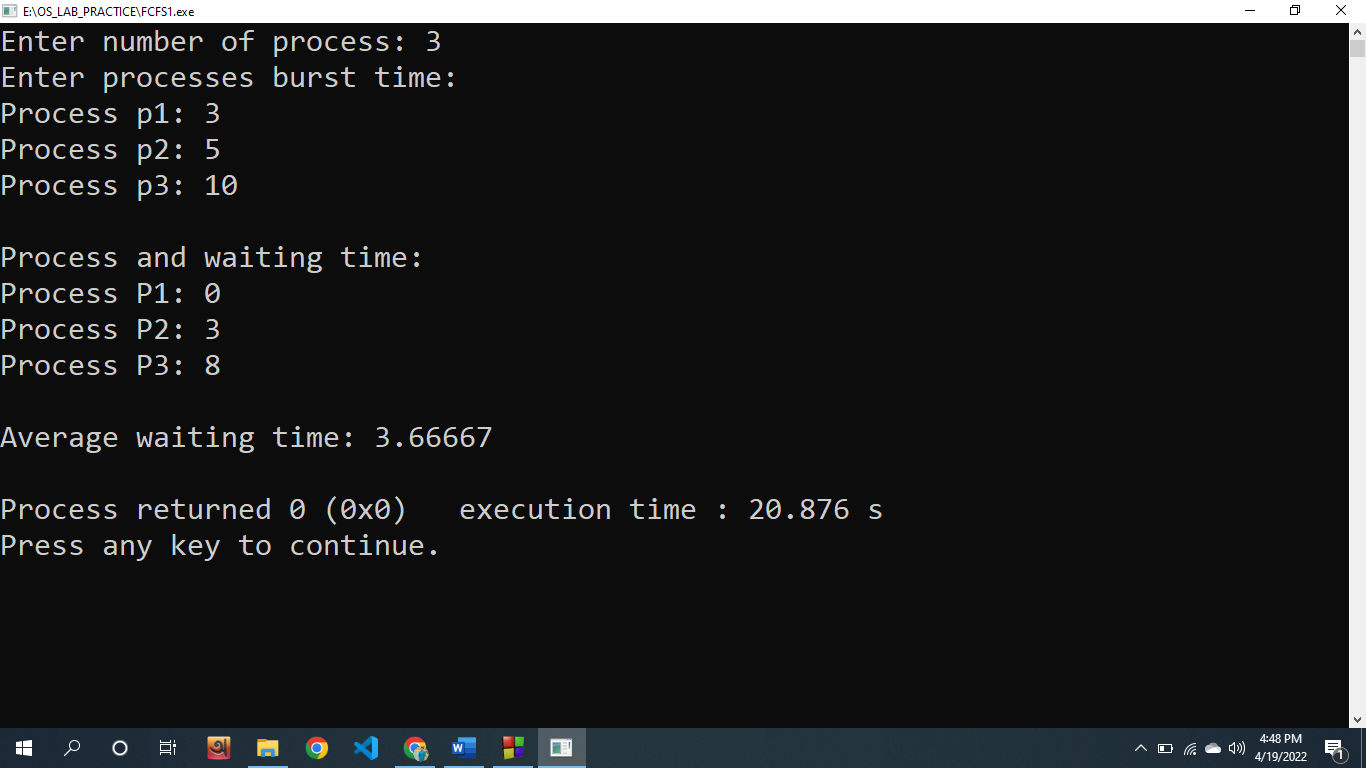 E:\OS_LAB_PRACTICE\FCFS1.exe
Enter number of process: 3
Enter processes burst time:
Process p1: 3
Process p2: 5
Process p3: 10
Process and waiting time:
Process P1: 0
Process P2: 3
Process P3: 8
Average waiting time: 3.66667
Process returned 0 (0x0)   execution time : 20.876 s
Press any key to continue.
অ
W
4:48 PM
4/19/2022
1